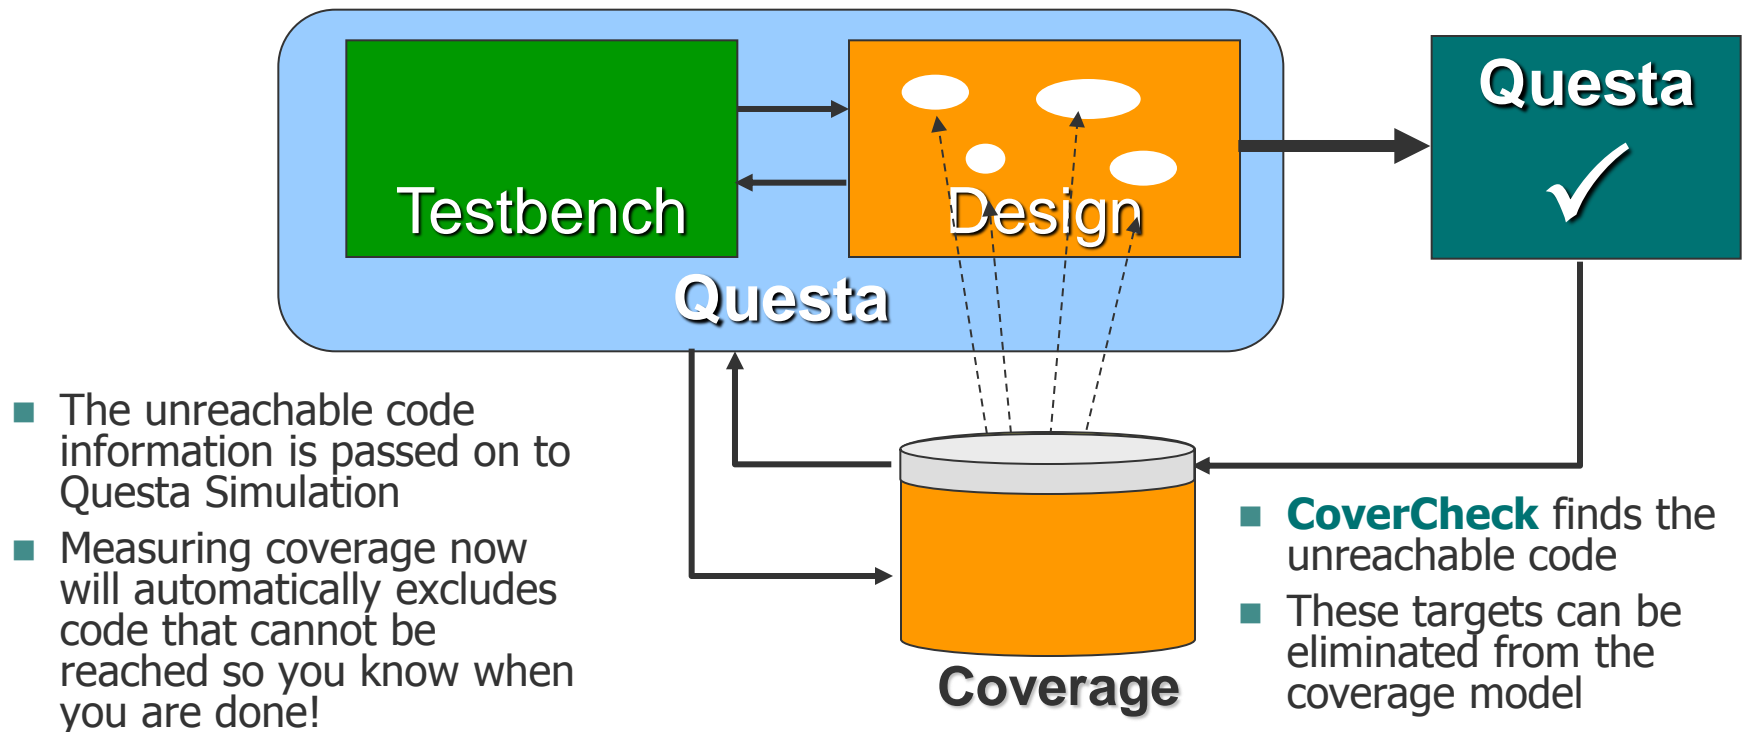 Testbench
Design
Questa
Questa
The unreachable code
information is passed on to
Questa Simulation
Measuring coverage now
will automatically excludes
code that cannot be
reached so you know when
you are done!
Coverage
CoverCheck finds the
unreachable code
These targets can be
eliminated from the
coverage model